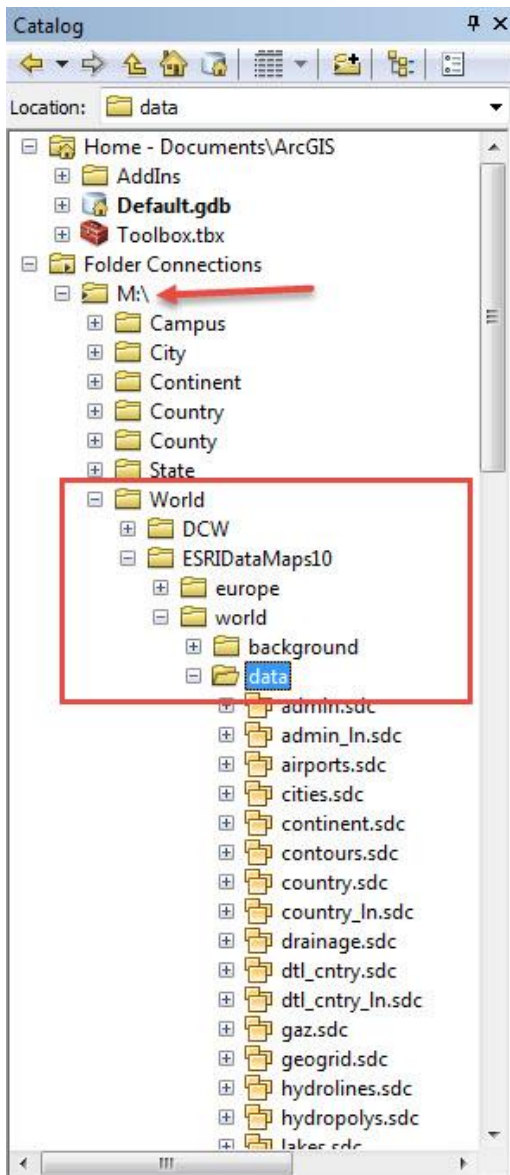 Catalog
Location: data
Home - Documents\ArcGIS
AddIns
Default.gdb
Toolbox.tbx
Folder Connections
M:\
Campus
City
Continent
Country
County
State
World
DCW
ESRIDataMaps10
europe
world
background
data
admin.sdc
admin_ln.sdc
airports.sdc
cities.sdc
continent.sdc
contours.sdc
country.sdc
country_ln.sdc
drainage.sdc
dtl_cntry.sdc
dtl_cntry_ln.sdc
gaz.sdc
geogrid.sdc
hydrolines.sdc
hydropolys.sdc
lakes.sdc